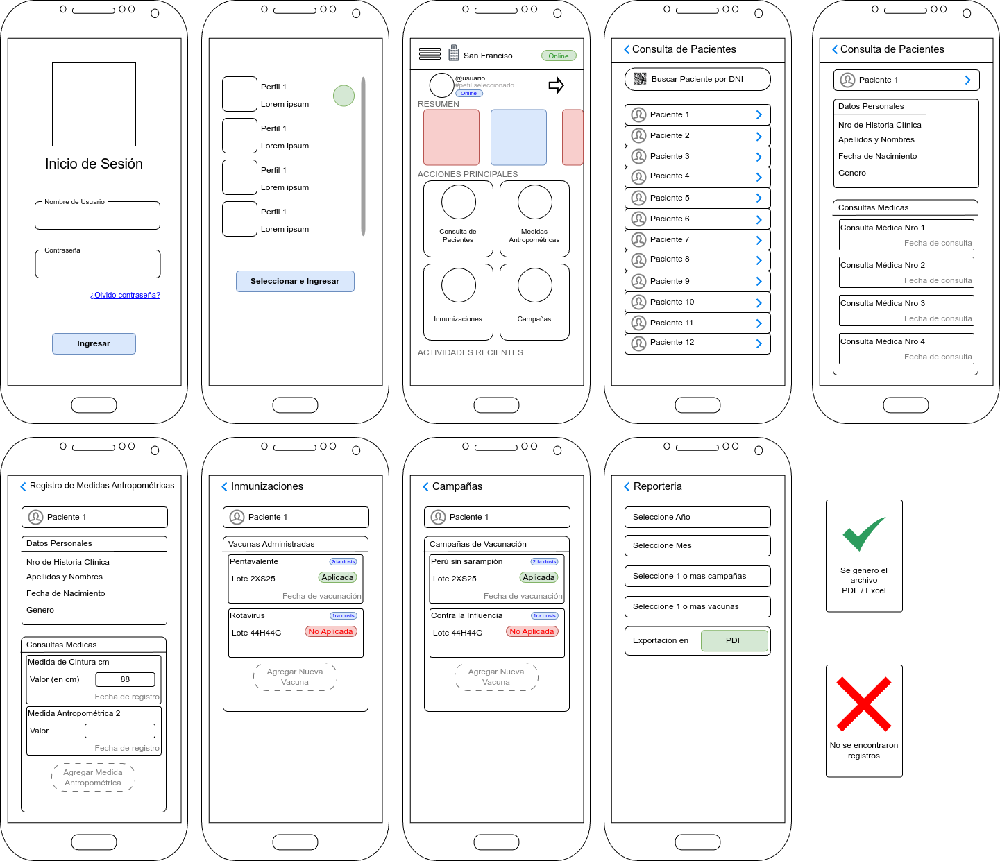 Inicio de Sesión
Nombre de Usuario
Contraseña
¿Olvido contraseña?
Ingresar
Perfil 1
Lorem ipsum
Perfil 1
Lorem ipsum
Perfil 1
Lorem ipsum
Perfil 1
Lorem ipsum
Seleccionar e Ingresar
San Franciso
Online
@usuario
#pefil seleccionado
Online
RESUMEN
ACCIONES PRINCIPALES
Consulta de
Pacientes
Medidas
Antropométricas
Inmunizaciones
Campañas
ACTIVIDADES RECIENTES
Consulta de Pacientes
Buscar Paciente por DNI
Paciente 1
Paciente 2
Paciente 3
Paciente 4
Paciente 5
Paciente 6
Paciente 7
Paciente 8
Paciente 9
Paciente 10
Paciente 11
Paciente 12
Consulta de Pacientes
Paciente 1
Datos Personales
Nro de Historia Clínica
Apellidos y Nombres
Fecha de Nacimiento
Genero
Consultas Medicas
Consulta Médica Nro 1
Fecha de consulta
Consulta Médica Nro 2
Fecha de consulta
Consulta Médica Nro 3
Fecha de consulta
Consulta Médica Nro 4
Fecha de consulta
Registro de Medidas Antropométricas
Paciente 1
Datos Personales
Nro de Historia Clínica
Apellidos y Nombres
Fecha de Nacimiento
Genero
Consultas Medicas
Medida de Cintura cm
Valor (en cm) 88
Fecha de registro
Medida Antropométrica 2
Valor
Fecha de registro
Agregar Medida
Antropométrica
Inmunizaciones
Paciente 1
Vacunas Administradas
Pentavalente 2da dosis
Lote 2XS25 Aplicada
Fecha de vacunación
Rotavirus 1ra dosis
Lote 44H44G No Aplicada
---
Agregar Nueva
Vacuna
Campañas
Paciente 1
Campañas de Vacunación
Perú sin sarampión 2da dosis
Lote 2XS25 Aplicada
Fecha de vacunación
Contra la Influencia 1ra dosis
Lote 44H44G No Aplicada
---
Agregar Nueva
Vacuna
Reporteria
Seleccione Año
Seleccione Mes
Seleccione 1 o mas campañas
Seleccione 1 o mas vacunas
Exportación en PDF
Se genero el
archivo
PDF / Excel
No se encontraron
registros